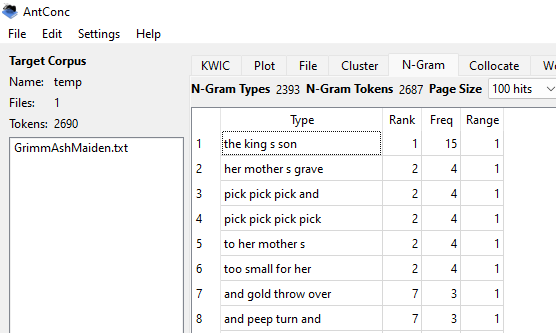 AntConc
File Edit Settings Help
Target Corpus
Name: temp
Files: 1
Tokens: 2690
GrimmAshMaiden.txt
KWIC Plot File Cluster N-Gram Collocate
N-Gram Types 2393 N-Gram Tokens 2687 Page Size 100 hits
Type Rank Freq Range
1 the king s son 1 15 1
2 her mother s grave 2 4 1
3 pick pick pick and 2 4 1
4 pick pick pick pick 2 4 1
5 to her mother s 2 4 1
6 too small for her 2 4 1
7 and gold throw over 7 3 1
8 and peep turn and 7 3 1